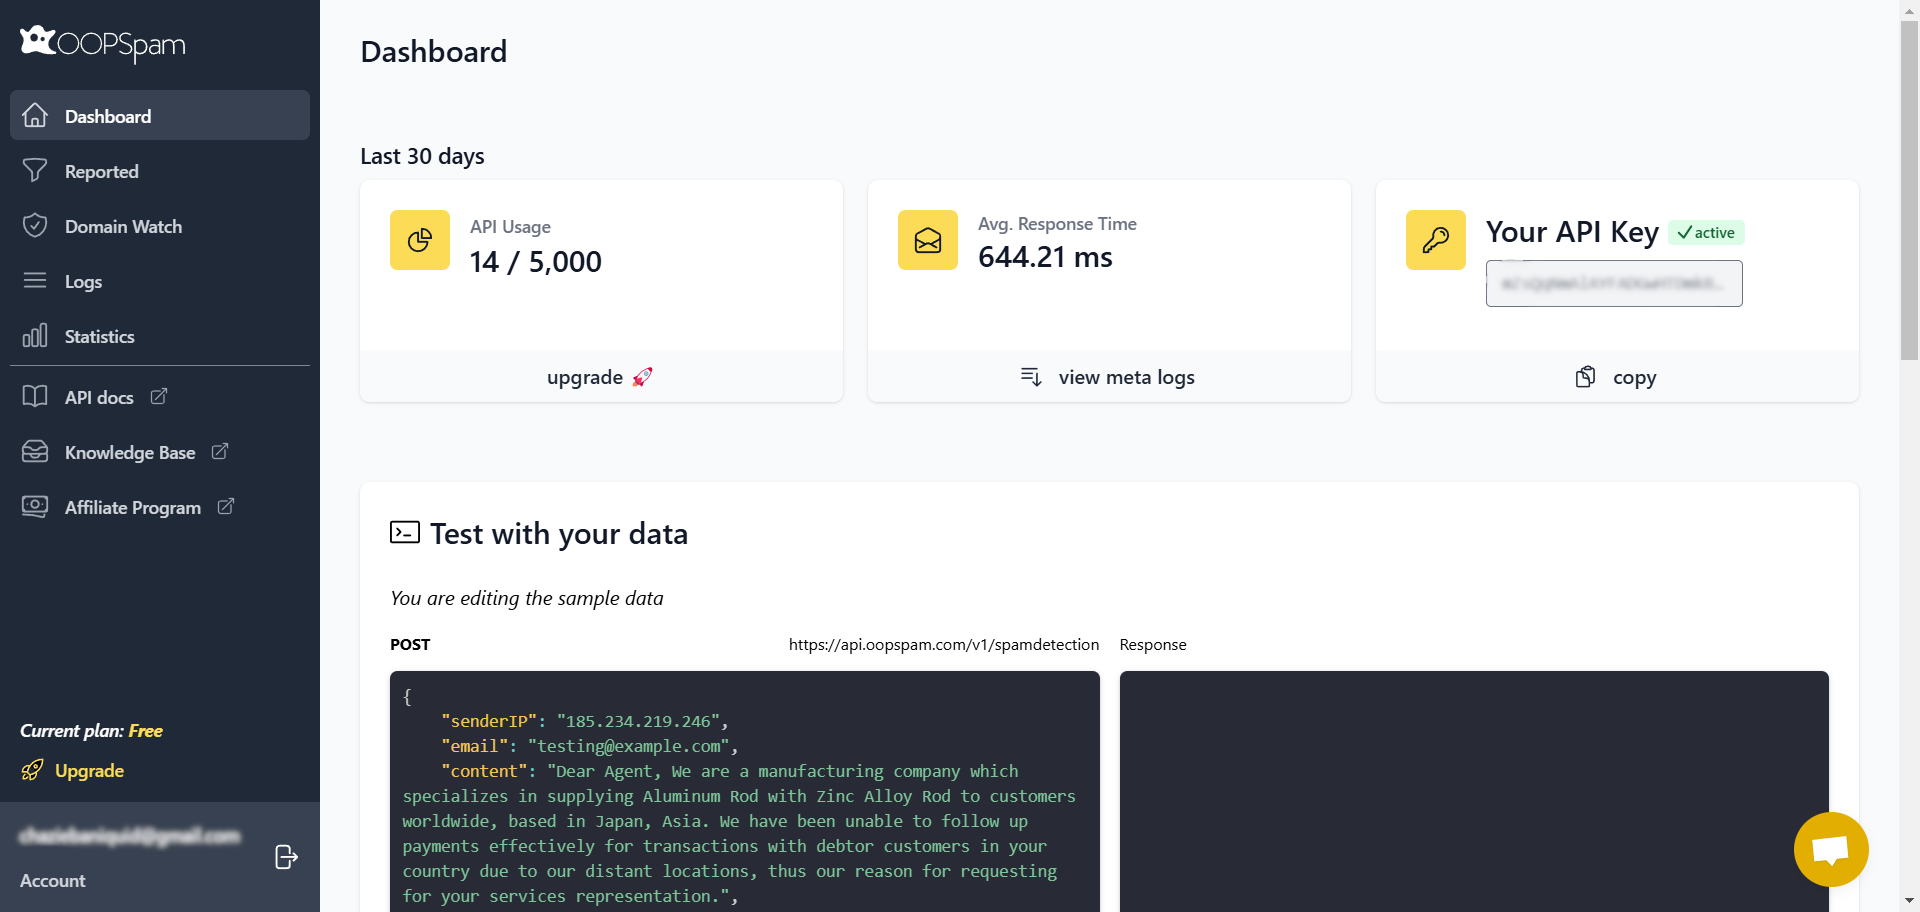 OOPSpam
Dashboard
Reported
Domain Watch
Logs
Statistics
API docs
Knowledge Base
Affiliate Program
Current plan: Free
Upgrade
Account
Dashboard
Last 30 days
API Usage
14 / 5,000
upgrade
Avg. Response Time
644.21 ms
view meta logs
Your API Key
active
copy
Test with your data
You are editing the sample data
POST
https://api.oopspam.com/v1/spamdetection
Response
{
"senderIP": "185.234.219.246",
"email": "testing@example.com",
"content": "Dear Agent, We are a manufacturing company which
specializes in supplying Aluminum Rod with Zinc Alloy Rod to customers
worldwide, based in Japan, Asia. We have been unable to follow up
payments effectively for transactions with debtor customers in your
country due to our distant locations, thus our reason for requesting
for your services representation.",